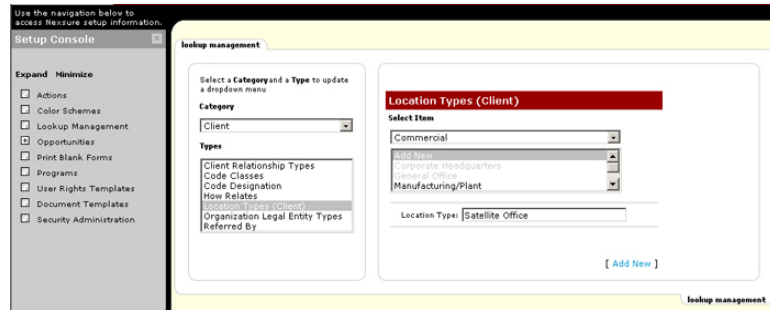 Use the navigation below to
access Nexsure setup information.
Setup Console
Expand Minimize
Actions
Color Schemes
Lookup Management
Opportunities
Print Blank Forms
Programs
User Rights Templates
Document Templates
Security Administration
lookup management
Select a Category and a Type to update
a dropdown menu
Category
Client
Types
Client Relationship Types
Code Classes
Code Designation
How Relates
Location Types (Client)
Organization Legal Entity Types
Referred By
Location Types (Client)
Select Item
Commercial
Add New
Corporate Headquarters
General Office
Manufacturing/Plant
Location Type: Satellite Office
[ Add New ]
lookup management